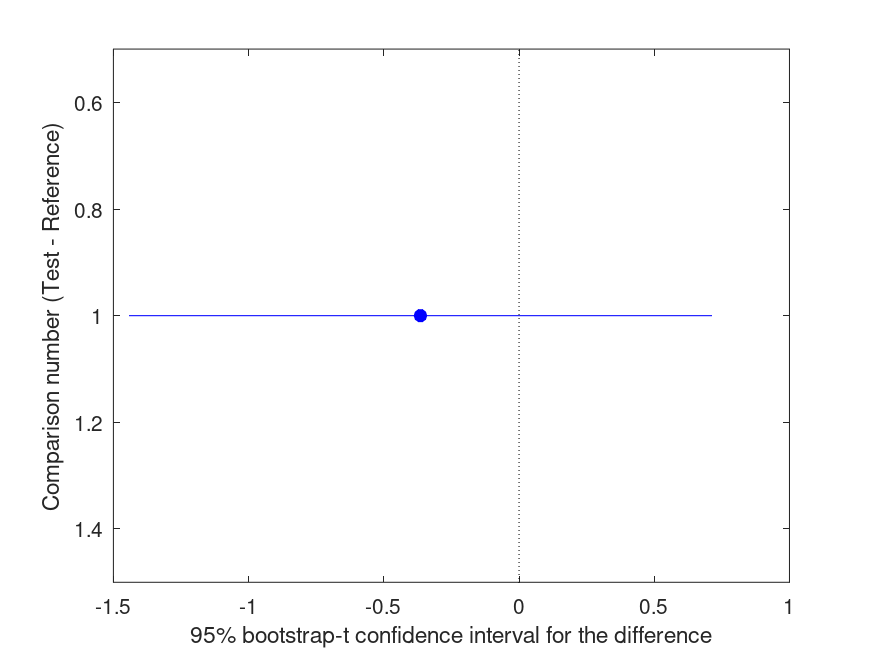 0.6
0.8
1
1.2
1.4
Comparison number (Test - Reference)
-1.5 -1 -0.5 0 0.5 1
95% bootstrap-t confidence interval for the difference